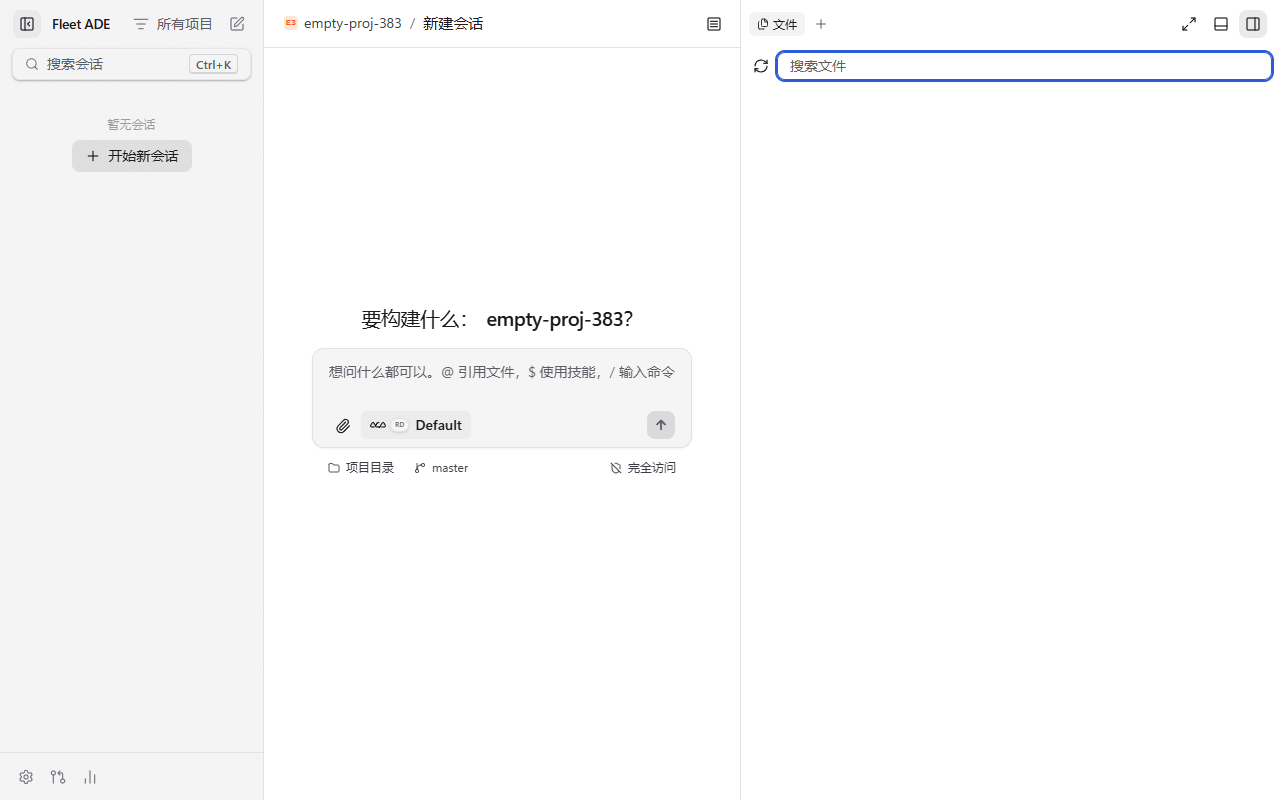 Fleet ADE
所有项目
搜索会话
Ctrl+K
暂无会话
开始新会话
E3 empty-proj-383 / 新建会话
要构建什么： empty-proj-383?
想问什么都可以。@ 引用文件，$ 使用技能，/ 输入命令
RD Default
项目目录
master
完全访问
文件
搜索文件